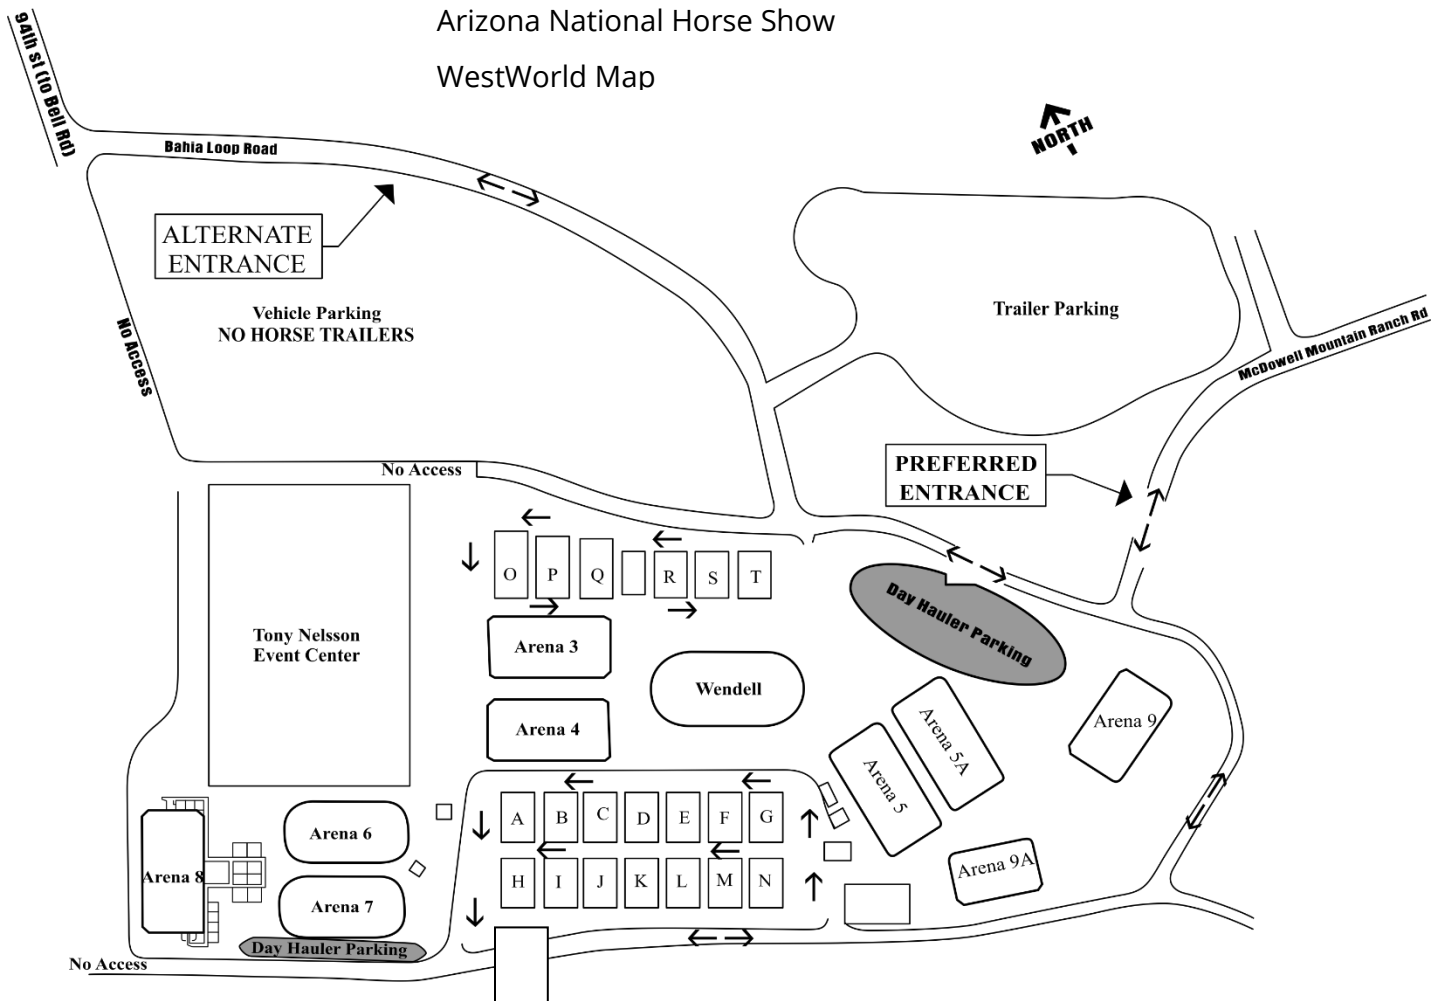 Arizona National Horse Show
WestWorld Map
94th st (to Bell Rd)
Bahia Loop Road
NORTH
ALTERNATE
ENTRANCE
Vehicle Parking
NO HORSE TRAILERS
No Access
Trailer Parking
McDowell Mountain Ranch Rd
No Access
PREFERRED
ENTRANCE
O
P
Q
R
S
T
Day Hauler Parking
Tony Nelsson
Event Center
Arena 3
Wendell
Arena 4
Arena 5A
Arena 5
Arena 9
A
B
C
D
E
F
G
Arena 6
Arena 8
H
I
J
K
L
M
N
Arena 9A
Arena 7
Day Hauler Parking
No Access